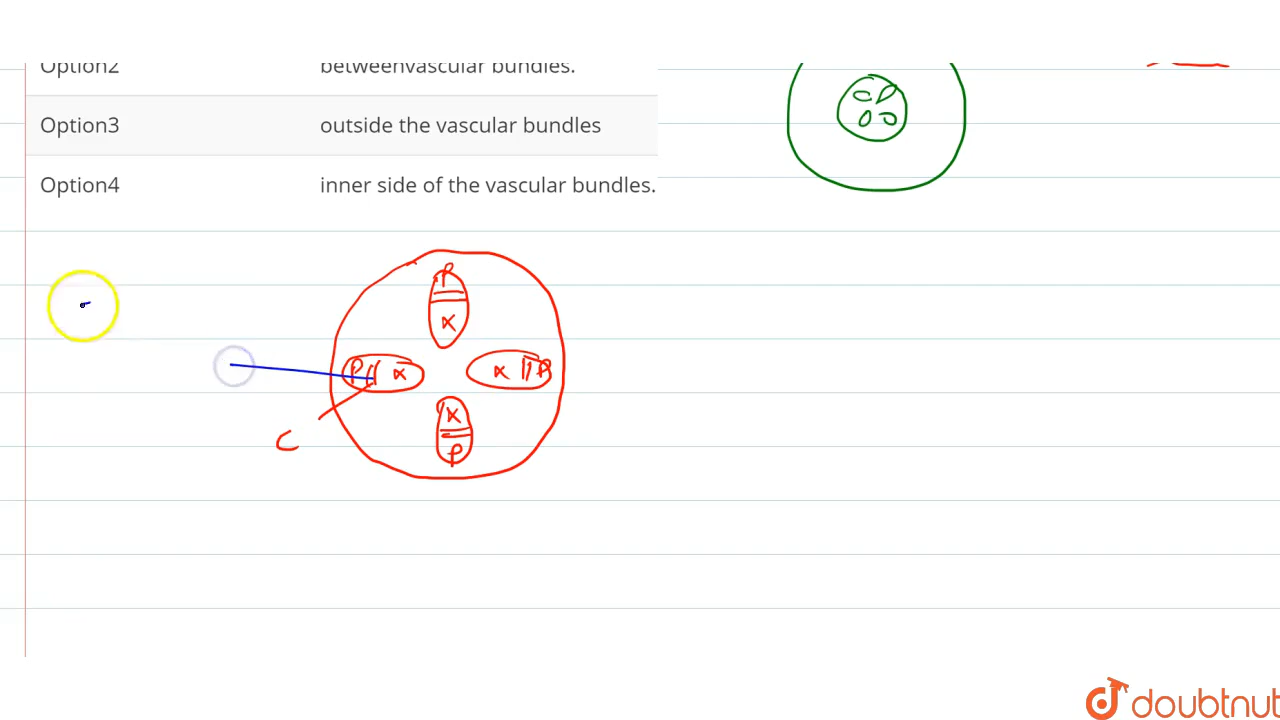 Option2 betweenvascular bundles.
Option3 outside the vascular bundles
Option4 inner side of the vascular bundles.
P
x
P x x P
x
P
C
doubtnut